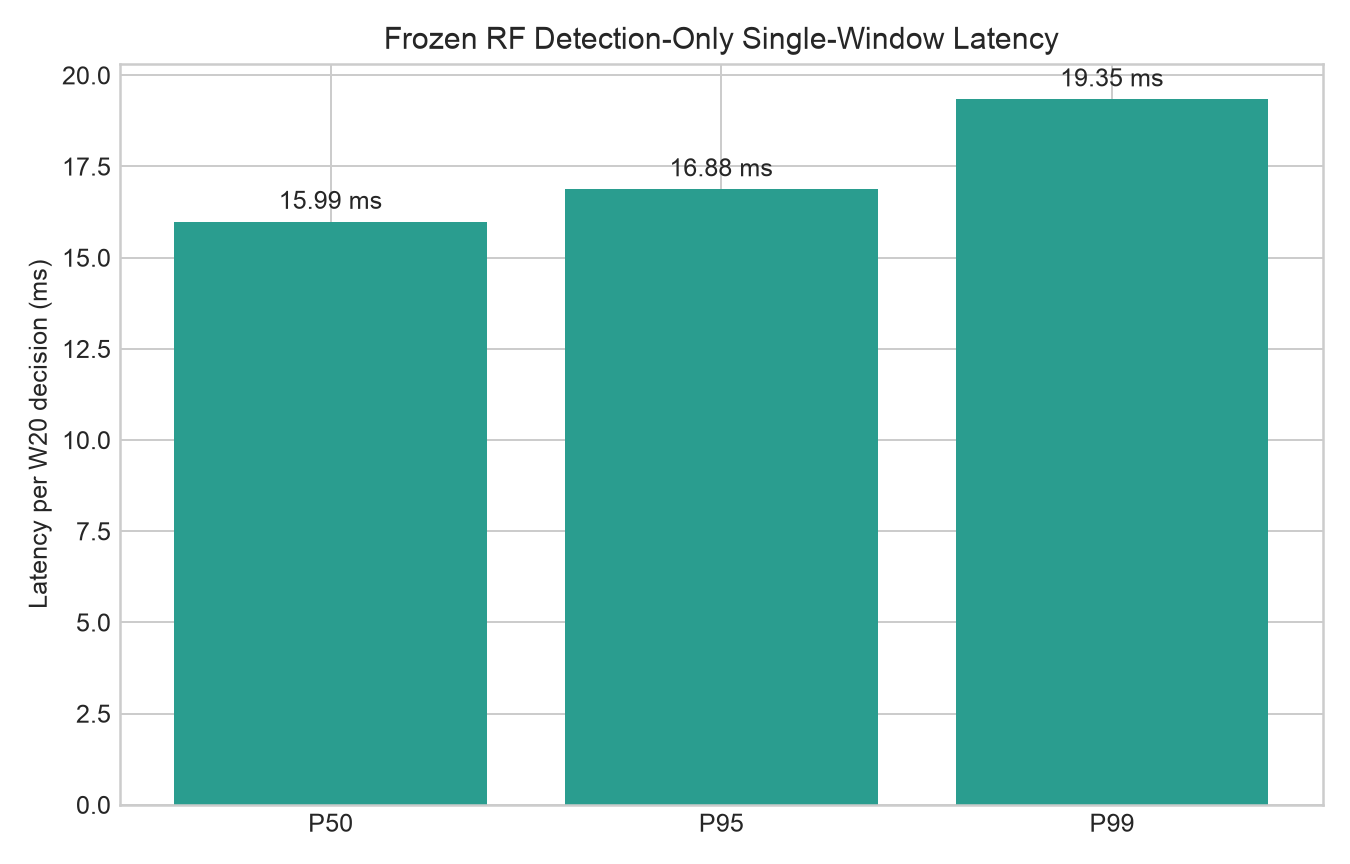 Frozen RF Detection-Only Single-Window Latency
Latency per W20 decision (ms)
20.0
17.5
15.0
12.5
10.0
7.5
5.0
2.5
0.0
15.99 ms
16.88 ms
19.35 ms
P50
P95
P99